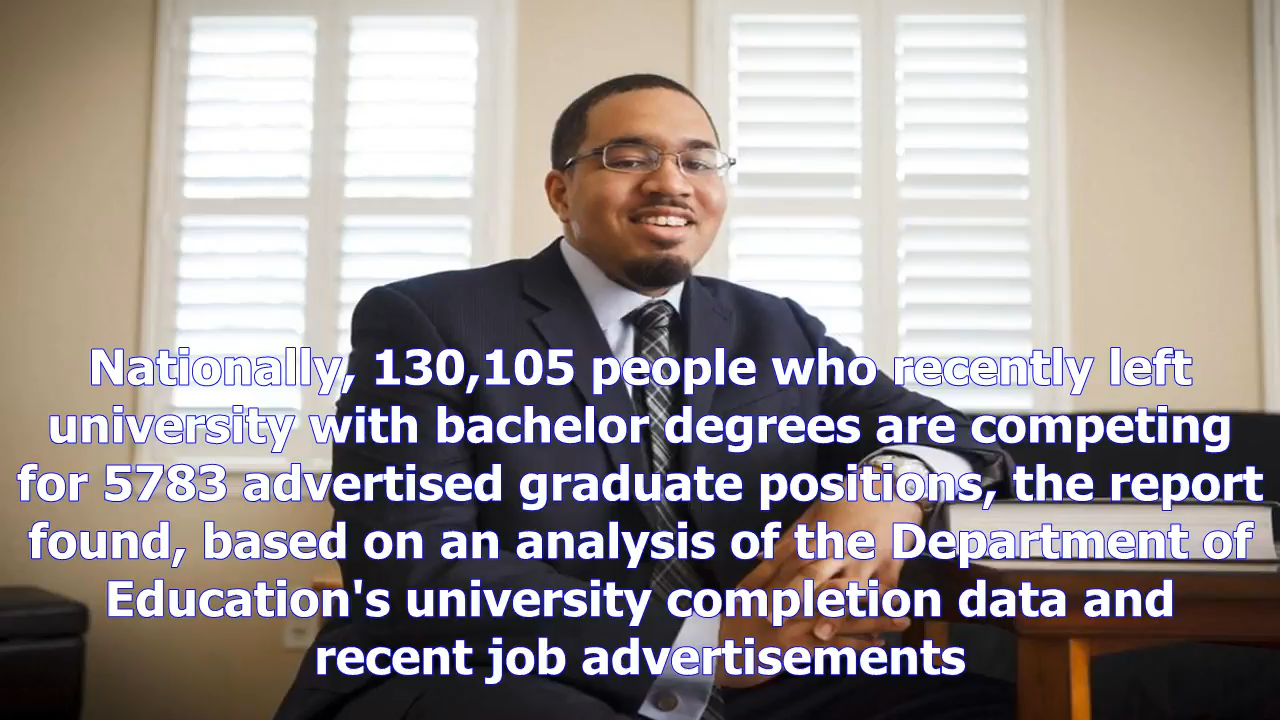 Nationally, 130,105 people who recently left
university with bachelor degrees are competing
for 5783 advertised graduate positions, the report
found, based on an analysis of the Department of
Education's university completion data and
recent job advertisements